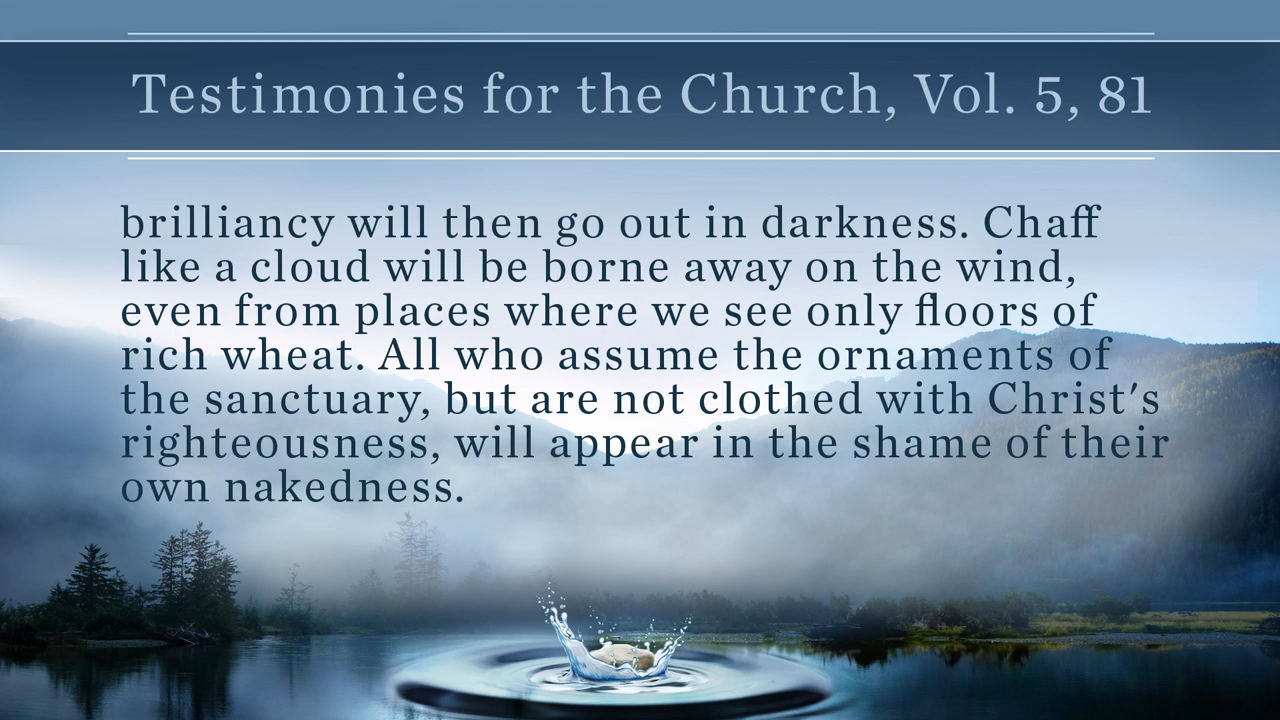 Testimonies for the Church, Vol. 5, 81
brilliancy will then go out in darkness. Chaff
like a cloud will be borne away on the wind,
even from places where we see only floors of
rich wheat. All who assume the ornaments of
the sanctuary, but are not clothed with Christ's
righteousness, will appear in the shame of their
own nakedness.